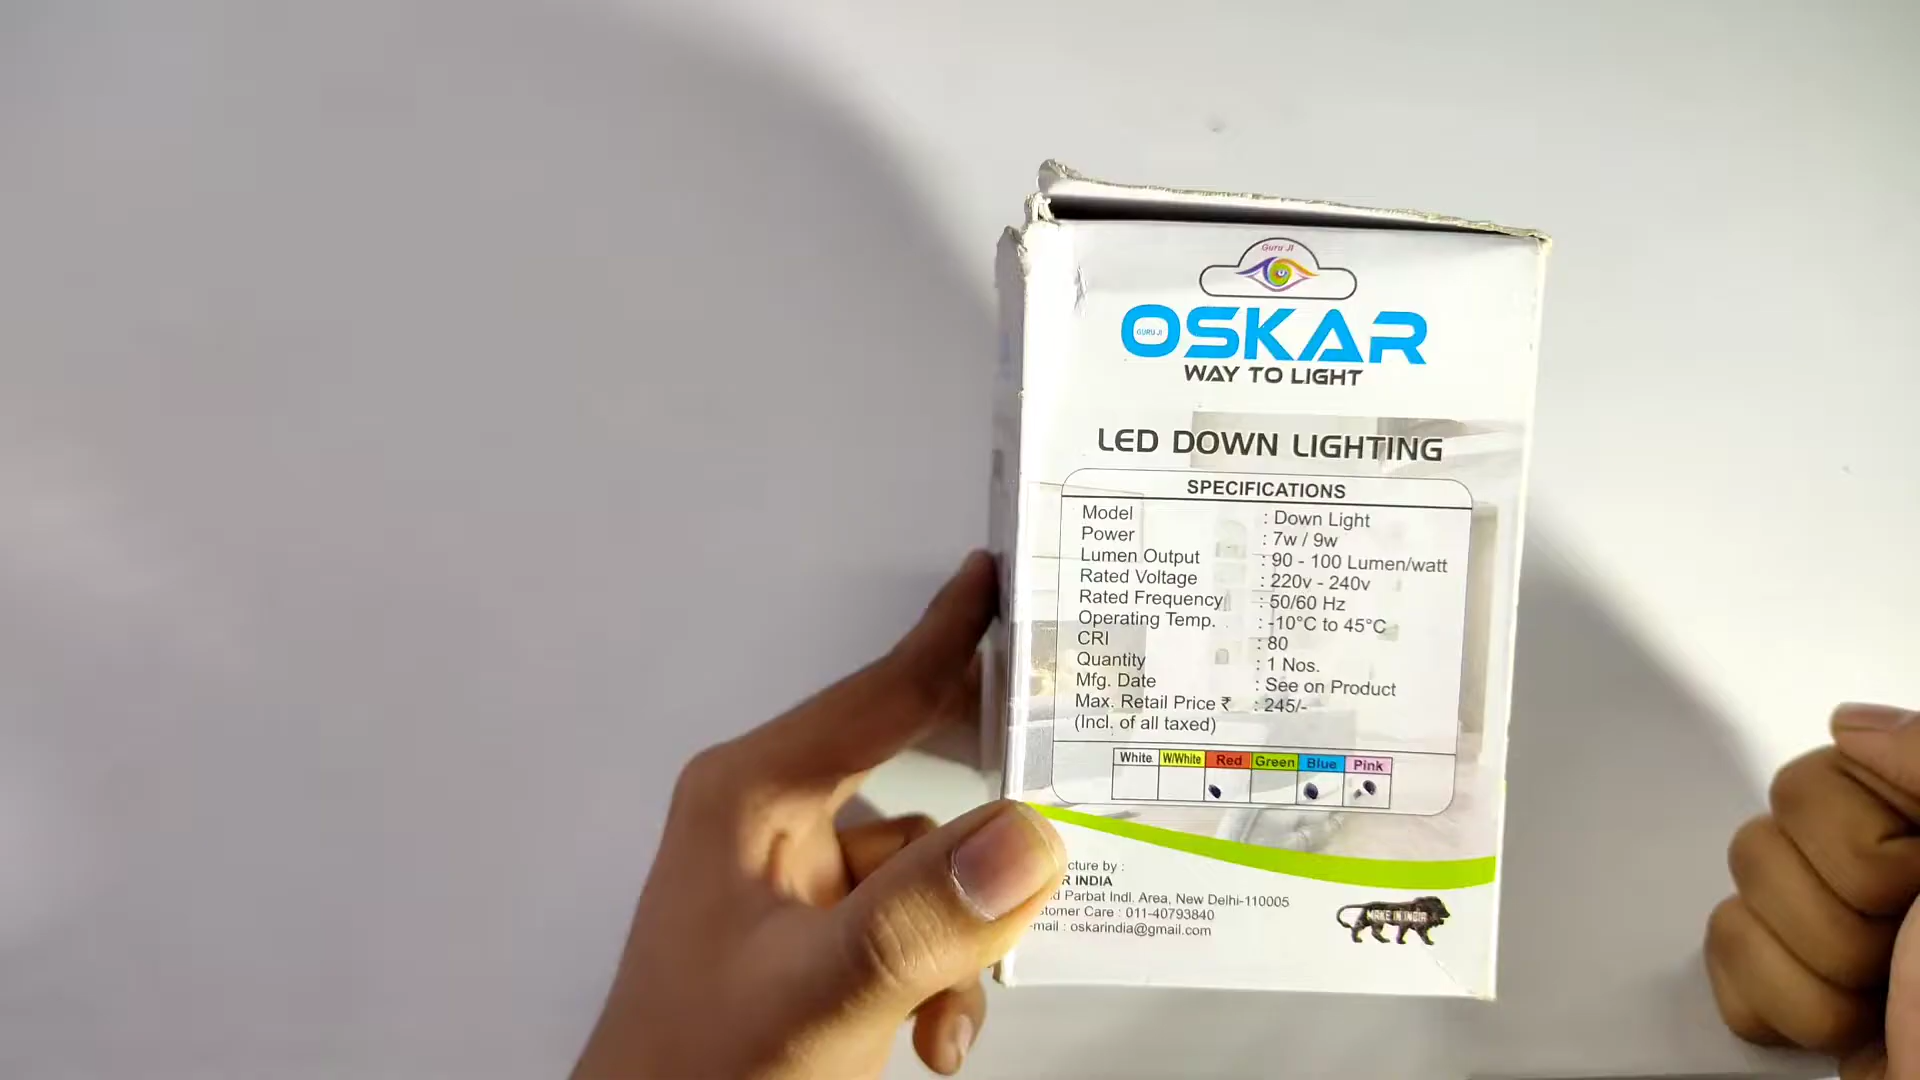 Guru Ji
GURU JI
OSKAR
WAY TO LIGHT
LED DOWN LIGHTING
SPECIFICATIONS
Model : Down Light
Power : 7w / 9w
Lumen Output : 90 - 100 Lumen/watt
Rated Voltage : 220v - 240v
Rated Frequency : 50/60 Hz
Operating Temp. : -10°C to 45°C
CRI : 80
Quantity : 1 Nos.
Mfg. Date : See on Product
Max. Retail Price ₹ : 245/-
(Incl. of all taxed)
White W/White Red Green Blue Pink
cture by :
R INDIA
Parbat Indl. Area, New Delhi-110005
stomer Care : 011-40793840
-mail : oskarindia@gmail.com
MAKE IN INDIA